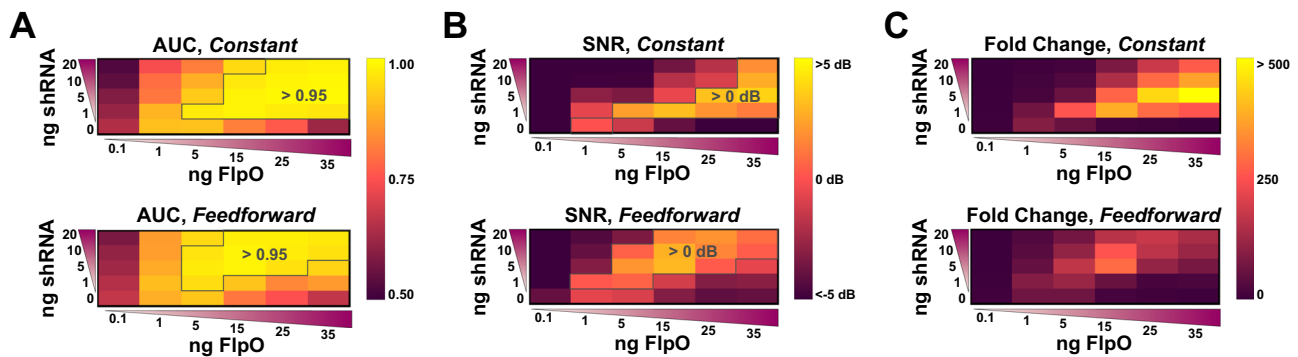 A
AUC, Constant
ng shRNA
20
10
5
1
0
> 0.95
0.1
1
5
15
25
35
ng FlpO
AUC, Feedforward
ng shRNA
20
10
5
1
0
> 0.95
0.1
1
5
15
25
35
ng FlpO
1.00
0.75
0.50
B
SNR, Constant
ng shRNA
20
10
5
1
0
> 0 dB
0.1
1
5
15
25
35
ng FlpO
SNR, Feedforward
ng shRNA
20
10
5
1
0
> 0 dB
0.1
1
5
15
25
35
ng FlpO
>5 dB
0 dB
<-5 dB
C
Fold Change, Constant
ng shRNA
20
10
5
1
0
0.1
1
5
15
25
35
ng FlpO
Fold Change, Feedforward
ng shRNA
20
10
5
1
0
0.1
1
5
15
25
35
ng FlpO
> 500
250
0